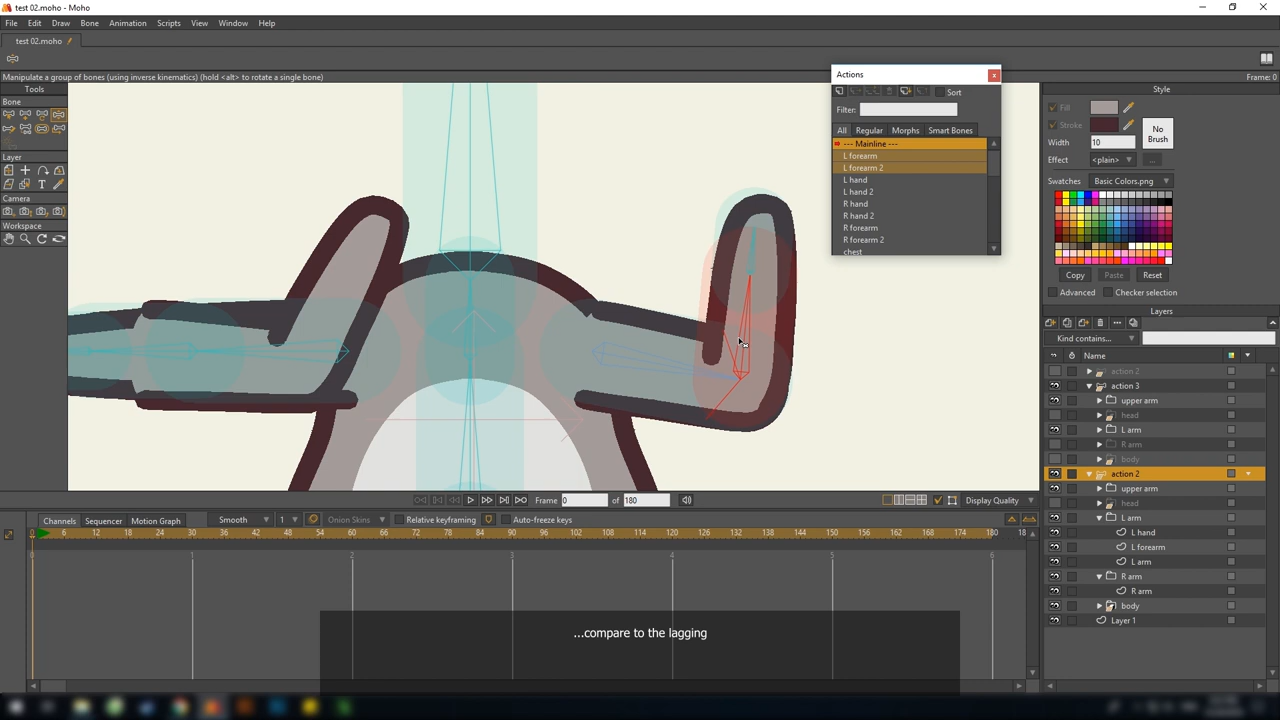 test 02.moho - Moho
File Edit Draw Bone Animation Scripts View Window Help
test 02.moho
Manipulate a group of bones (using inverse kinematics) (hold <alt> to rotate a single bone)
Frame: 0
Tools
Bone
Layer
Camera
Workspace
Actions
Sort
Filter:
All Regular Morphs Smart Bones
--- Mainline ---
L forearm
L forearm 2
L hand
L hand 2
R hand
R hand 2
R forearm
R forearm 2
chest
Style
Fill
Stroke
No
Brush
Width 10
Effect <plain> ...
Swatches Basic Colors.png
Copy Paste Reset
Advanced Checker selection
Layers
Kind contains...
Name
action 2
action 3
upper arm
head
L arm
R arm
body
action 2
upper arm
head
L arm
L hand
L forearm
L arm
R arm
R arm
body
Layer 1
Frame 0 of 180 Display Quality
Channels Sequencer Motion Graph Smooth 1 Onion Skins Relative keyframing Auto-freeze keys
0 6 12 18 24 30 36 42 48 54 60 66 72 78 84 90 96 102 108 114 120 126 132 138 144 150 156 162 168 174 180 18
0 1 2 3 4 5 6
...compare to the lagging